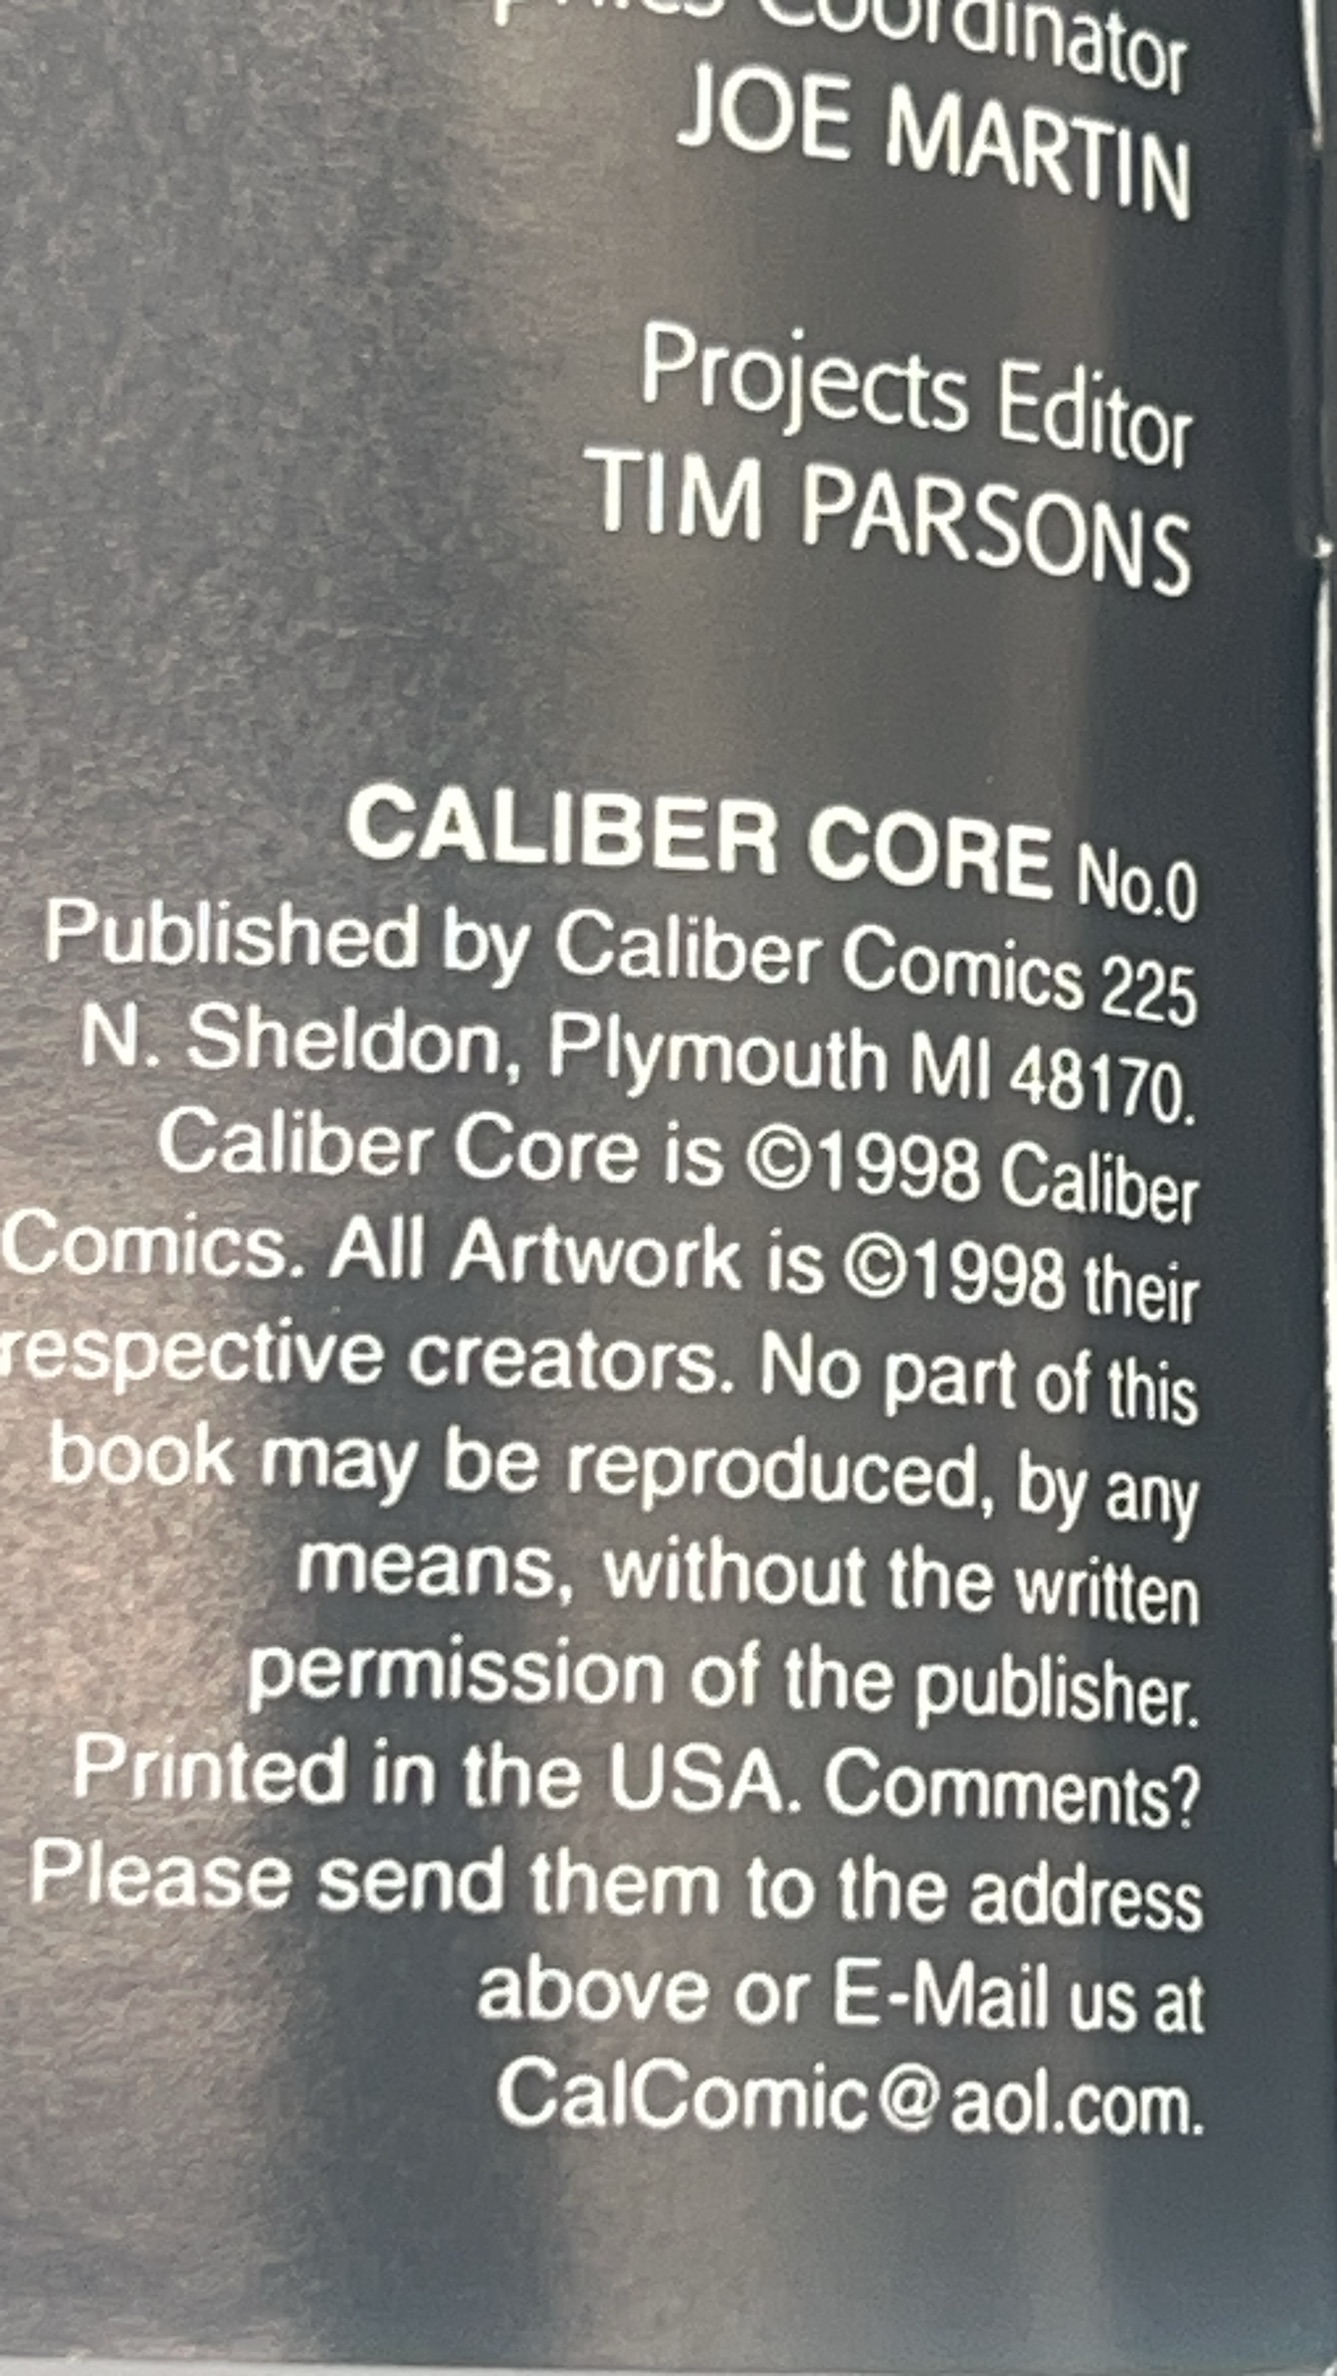 Coordinator
JOE MARTIN
Projects Editor
TIM PARSONS
CALIBER CORE No.0
Published by Caliber Comics 225
N. Sheldon, Plymouth MI 48170.
Caliber Core is ©1998 Caliber
Comics. All Artwork is ©1998 their
respective creators. No part of this
book may be reproduced, by any
means, without the written
permission of the publisher.
Printed in the USA. Comments?
Please send them to the address
above or E-Mail us at
CalComic@aol.com.